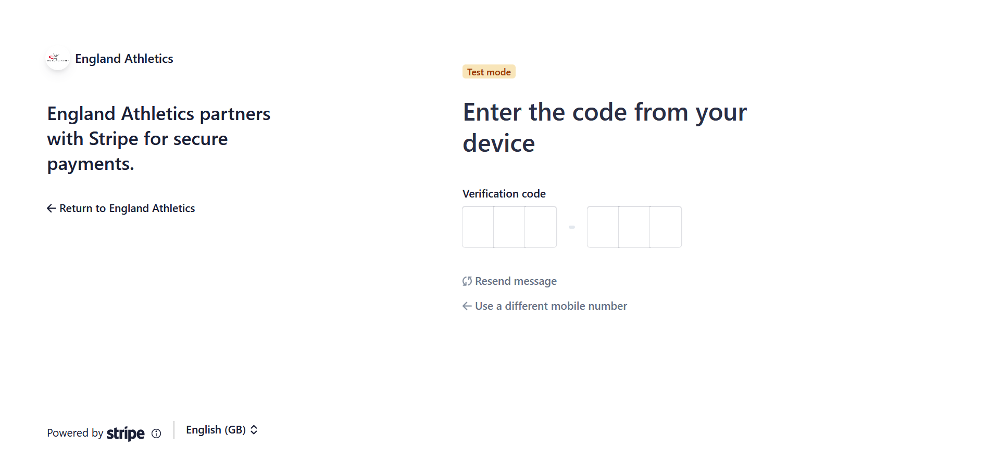 England Athletics
England Athletics partners
with Stripe for secure
payments.
Return to England Athletics
Powered by stripe
English (GB)
Test mode
Enter the code from your
device
Verification code
Resend message
Use a different mobile number